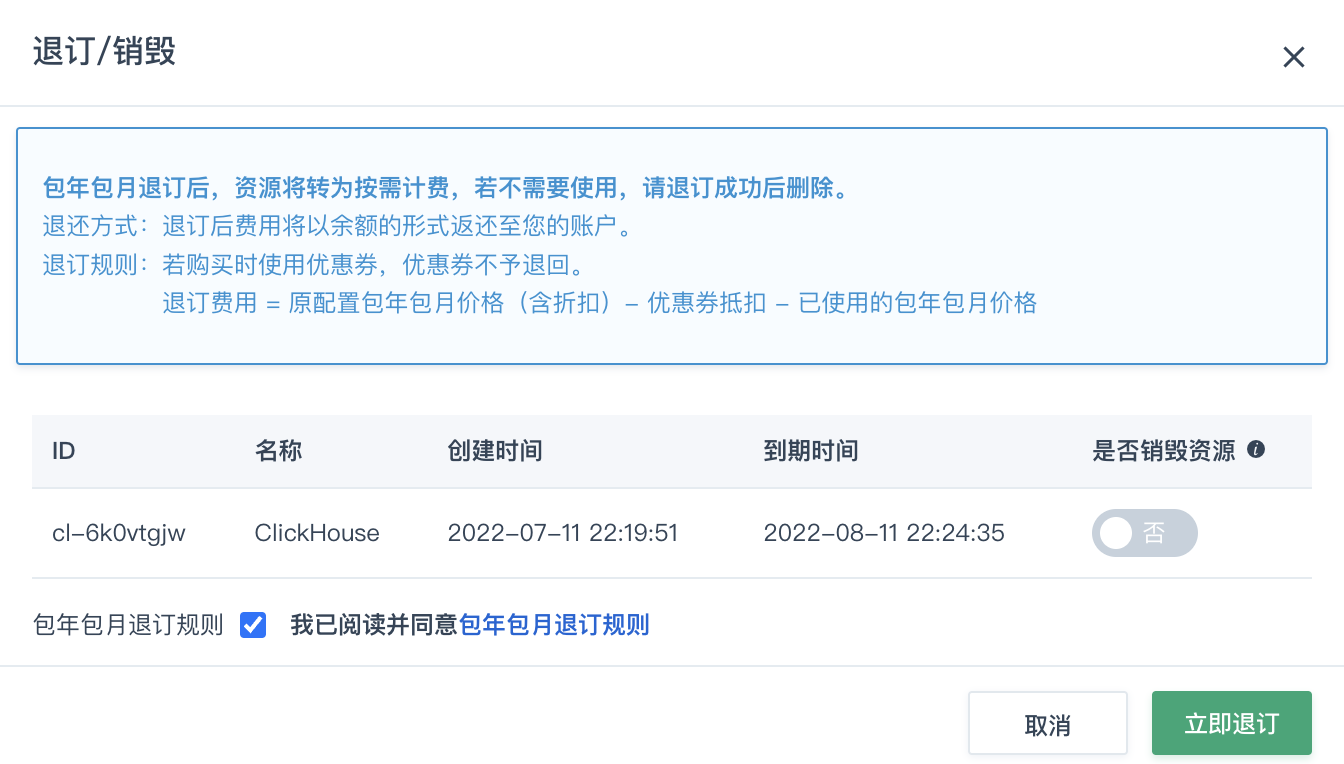 退订/销毁
包年包月退订后，资源将转为按需计费，若不需要使用，请退订成功后删除。
退还方式：退订后费用将以余额的形式返还至您的账户。
退订规则：若购买时使用优惠券，优惠券不予退回。
退订费用 = 原配置包年包月价格（含折扣）– 优惠券抵扣 – 已使用的包年包月价格
ID 名称 创建时间 到期时间 是否销毁资源
cl–6k0vtgjw ClickHouse 2022–07–11 22:19:51 2022–08–11 22:24:35 否
包年包月退订规则 我已阅读并同意包年包月退订规则
取消 立即退订